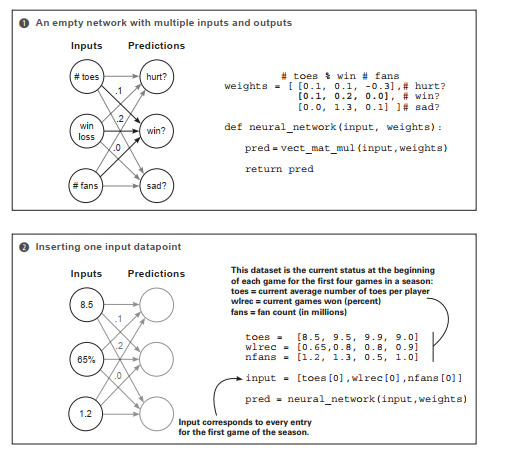 1 An empty network with multiple inputs and outputs
Inputs Predictions
# toes hurt?
.1
win loss .2 win?
.0
# fans sad?
# toes % win # fans
weights = [ [0.1, 0.1, -0.3],# hurt?
[0.1, 0.2, 0.0], # win?
[0.0, 1.3, 0.1] ]# sad?
def neural_network(input, weights):
pred = vect_mat_mul(input,weights)
return pred
2 Inserting one input datapoint
Inputs Predictions
8.5
.1
65% .2
.0
1.2
This dataset is the current status at the beginning
of each game for the first four games in a season:
toes = current average number of toes per player
wlrec = current games won (percent)
fans = fan count (in millions)
toes = [8.5, 9.5, 9.9, 9.0]
wlrec = [0.65,0.8, 0.8, 0.9]
nfans = [1.2, 1.3, 0.5, 1.0]
input = [toes[0],wlrec[0],nfans[0]]
pred = neural_network(input,weights)
Input corresponds to every entry
for the first game of the season.